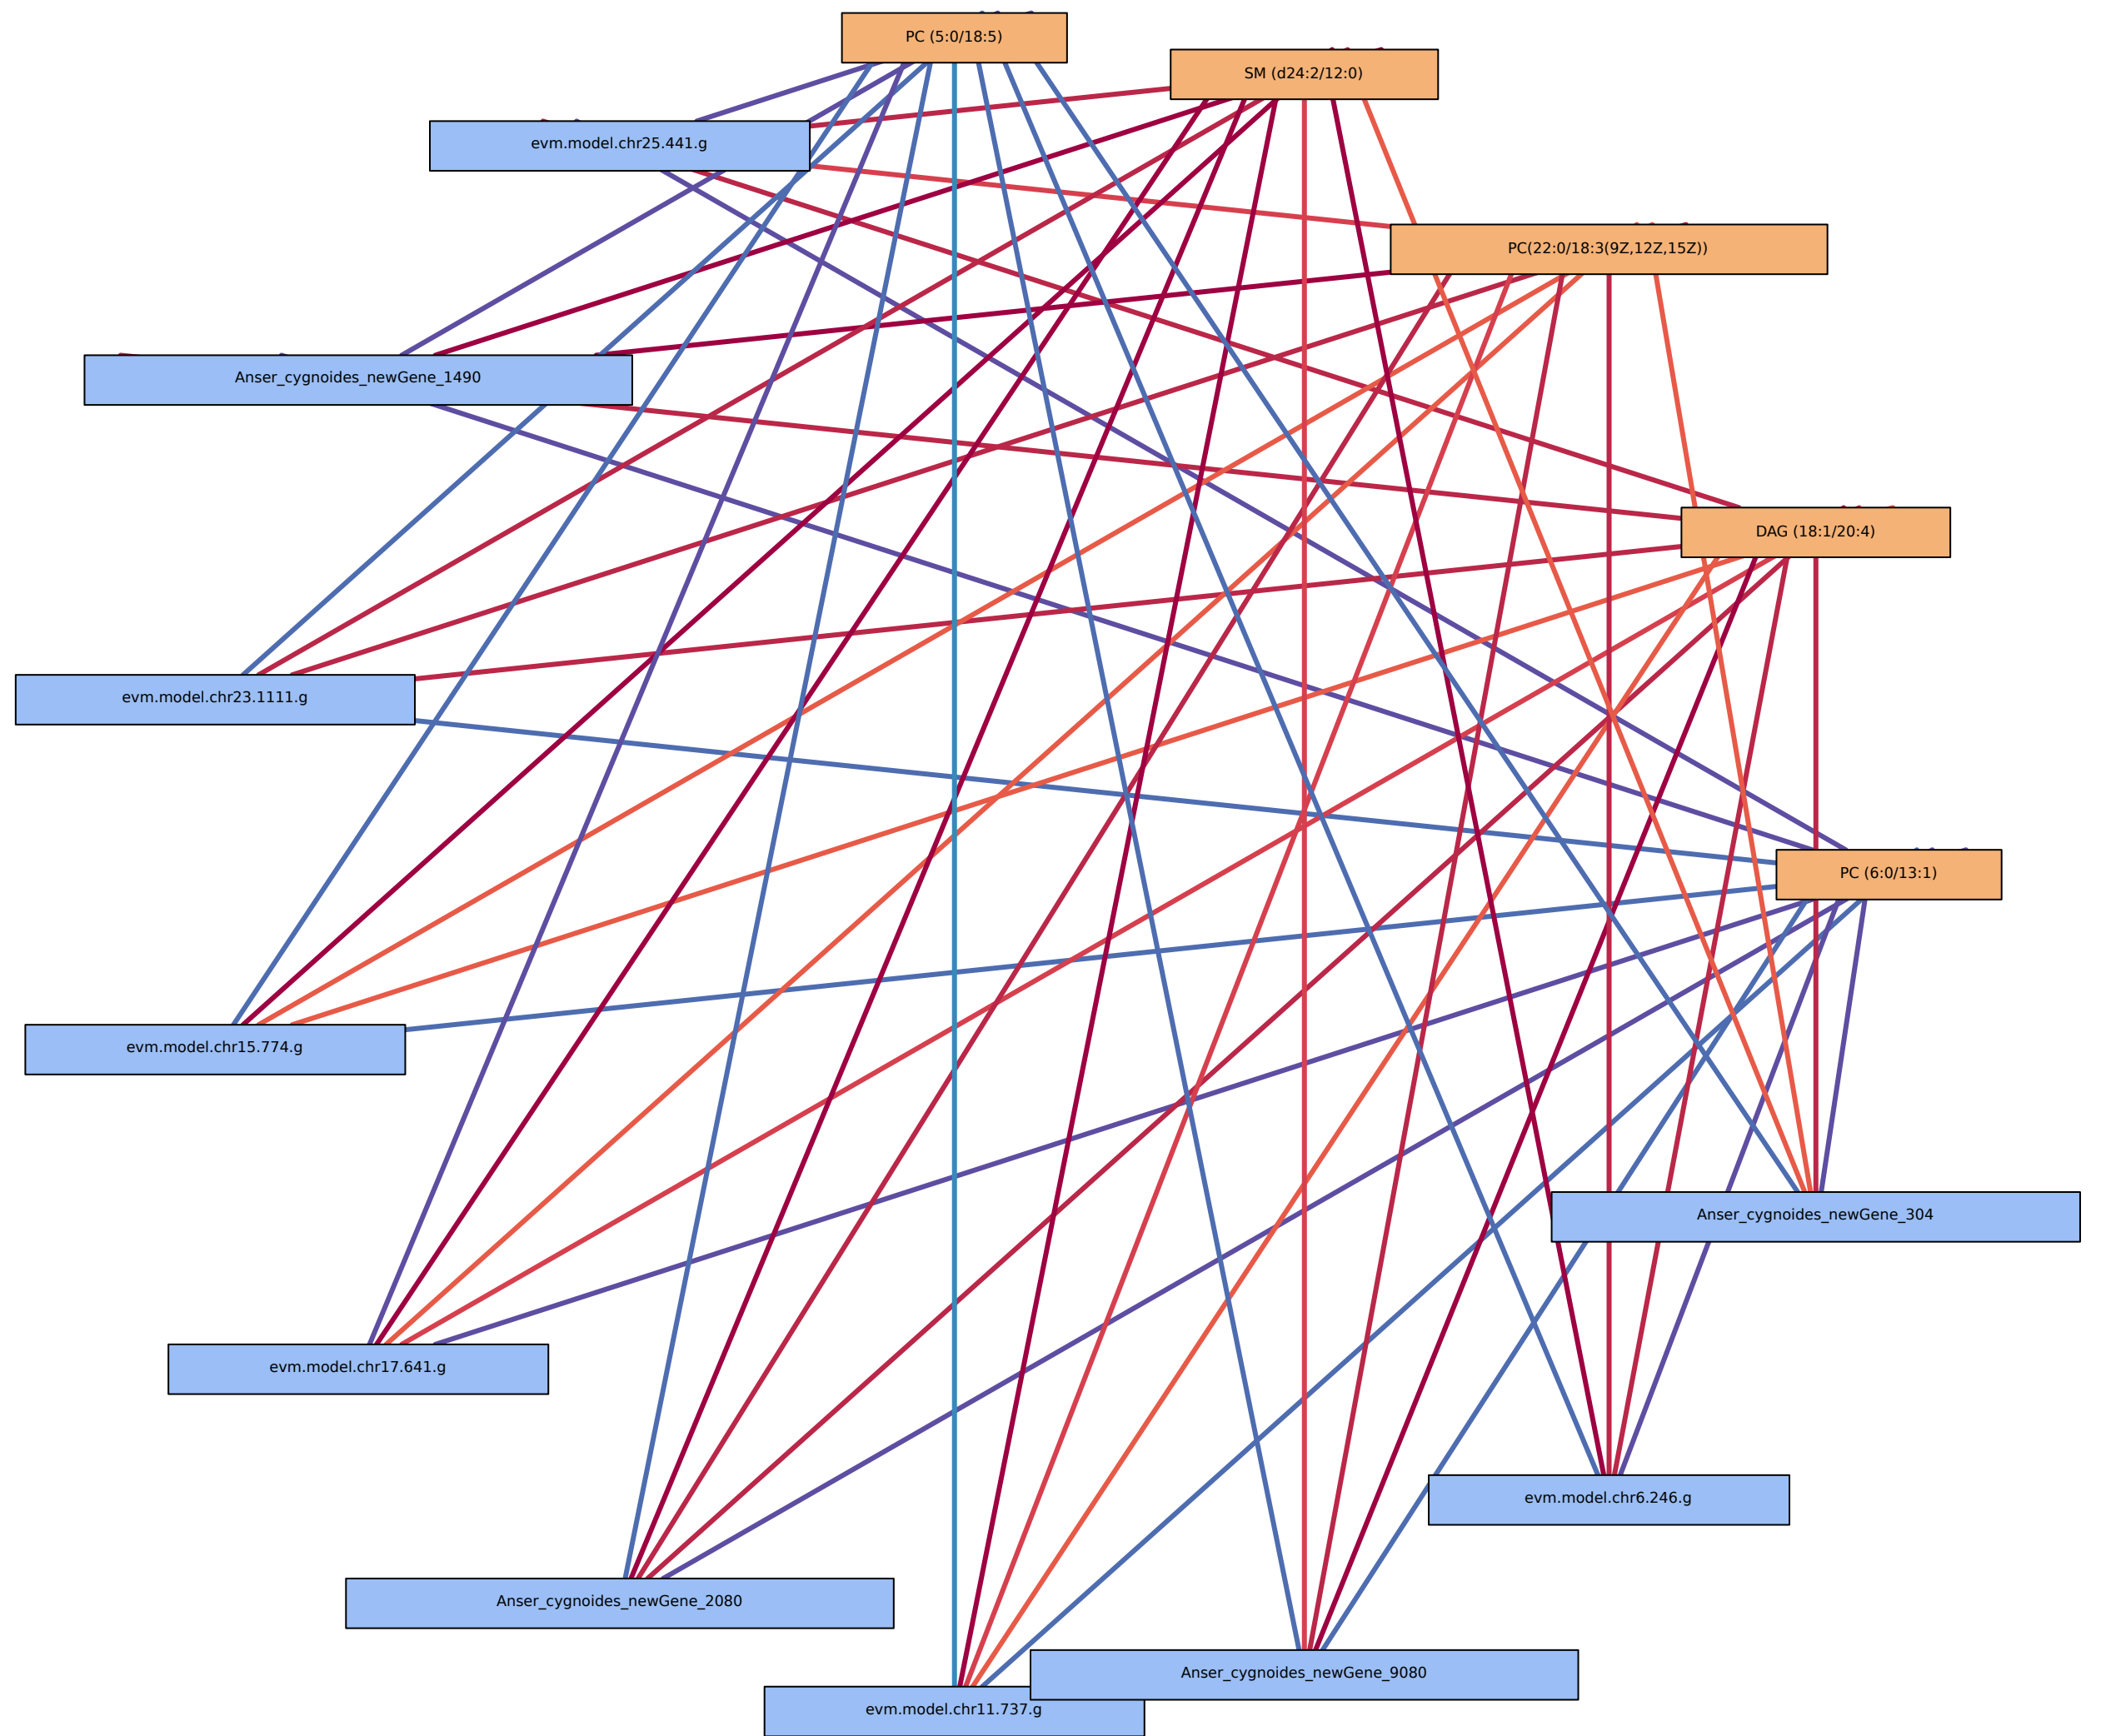 PC (5:0/18:5)
SM (d24:2/12:0)
evm.model.chr25.441.g
PC(22:0/18:3(9Z,12Z,15Z))
Anser_cygnoides_newGene_1490
DAG (18:1/20:4)
evm.model.chr23.1111.g
PC (6:0/13:1)
evm.model.chr15.774.g
Anser_cygnoides_newGene_304
evm.model.chr17.641.g
evm.model.chr6.246.g
Anser_cygnoides_newGene_2080
Anser_cygnoides_newGene_9080
evm.model.chr11.737.g